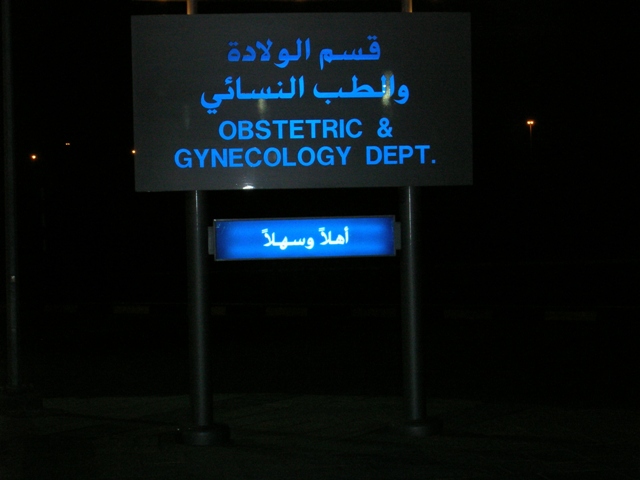 قسم الولادة
والطب النسائي
OBSTETRIC &
GYNECOLOGY DEPT.
أهلاً وسهلاً